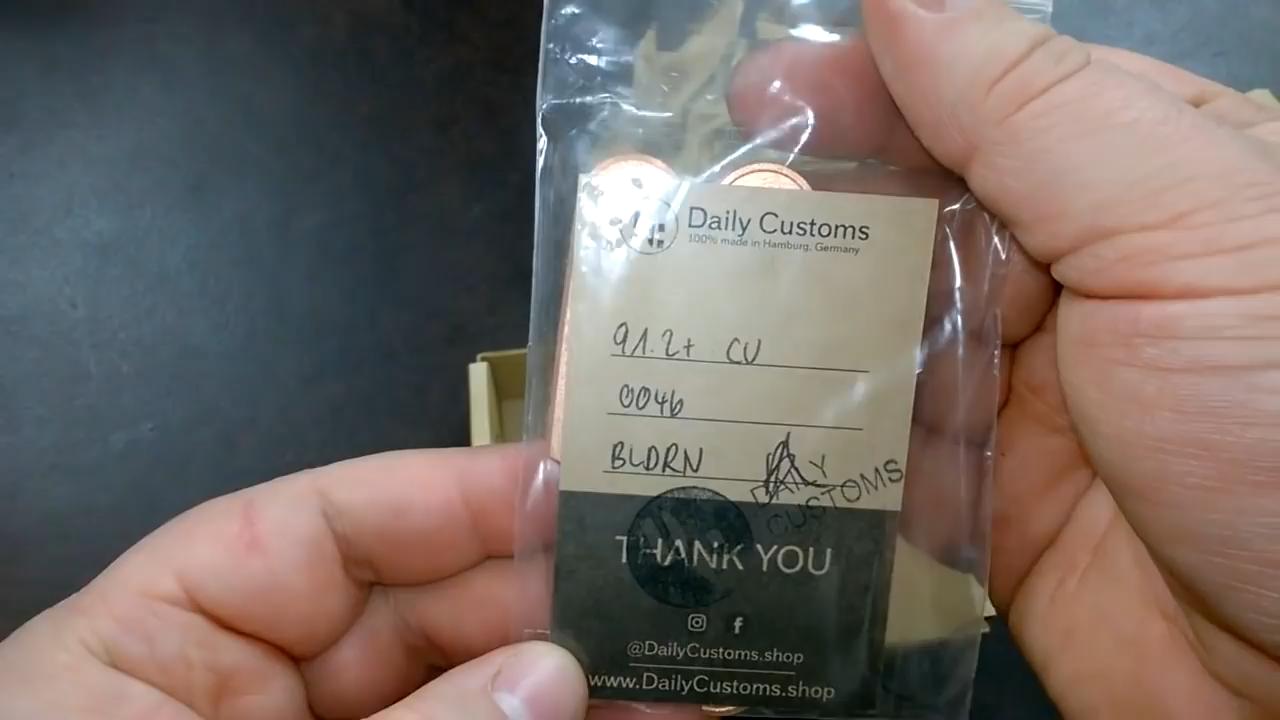 Daily Customs
100% made in Hamburg, Germany
91.2+ CU
0046
BLDRN
DAILY
CUSTOMS
THANK YOU
@DailyCustoms.shop
www.DailyCustoms.shop